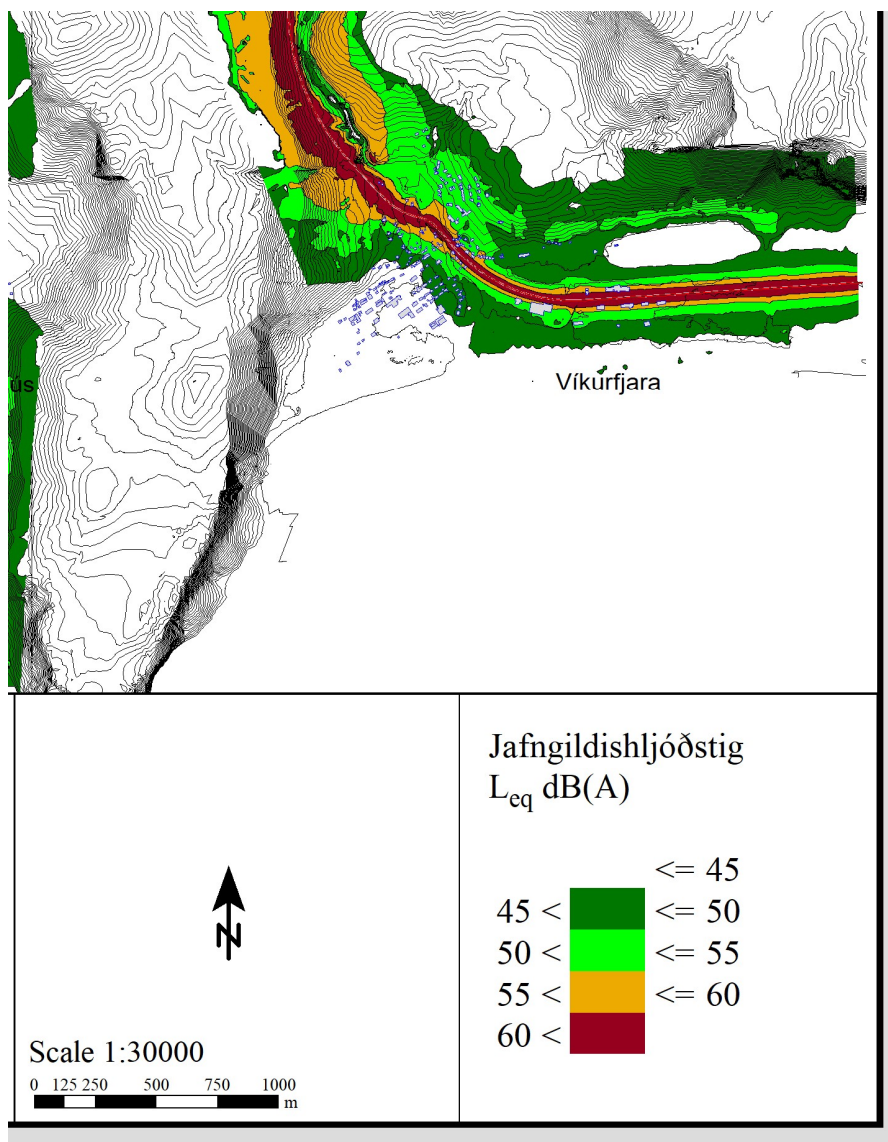 ús
Víkurfjara
Jafngildishljóðstig
Leq dB(A)
<= 45
45 < <= 50
50 < <= 55
55 < <= 60
60 <
N
Scale 1:30000
0 125 250 500 750 1000
m